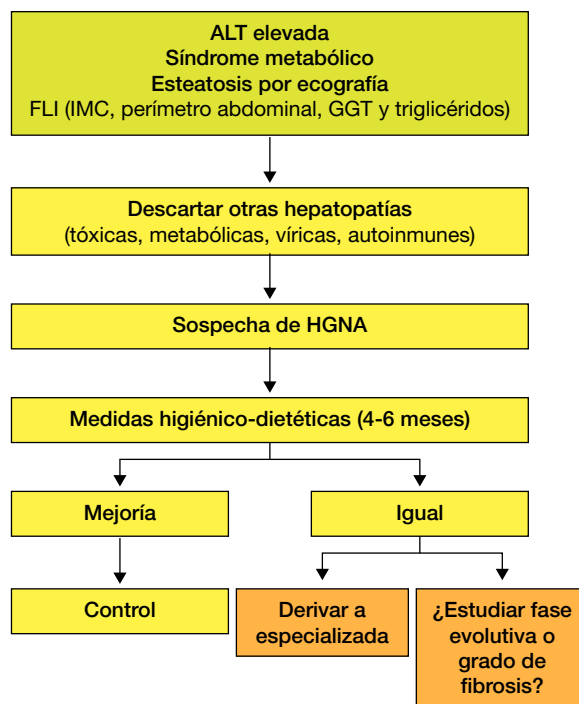 ALT elevada
Síndrome metabólico
Esteatosis por ecografía
FLI (IMC, perímetro abdominal, GGT y triglicéridos)
Descartar otras hepatopatías
(tóxicas, metabólicas, víricas, autoinmunes)
Sospecha de HGNA
Medidas higiénico-dietéticas (4-6 meses)
Mejoría
Igual
Control
Derivar a
especializada
¿Estudiar fase
evolutiva o
grado de
fibrosis?